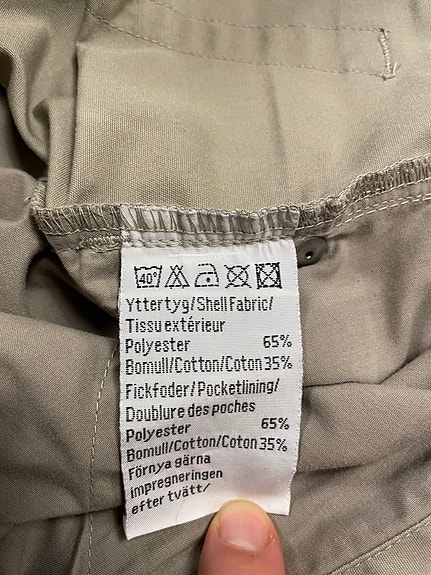 40°
Yttertyg/Shell Fabric/
Tissu extérieur
Polyester 65%
Bomull/Cotton/Coton 35%
Fickfoder/Pocketlining/
Doublure des poches
Polyester 65%
Bomull/Cotton/Coton 35%
Förnya gärna
impregneringen
efter tvätt/